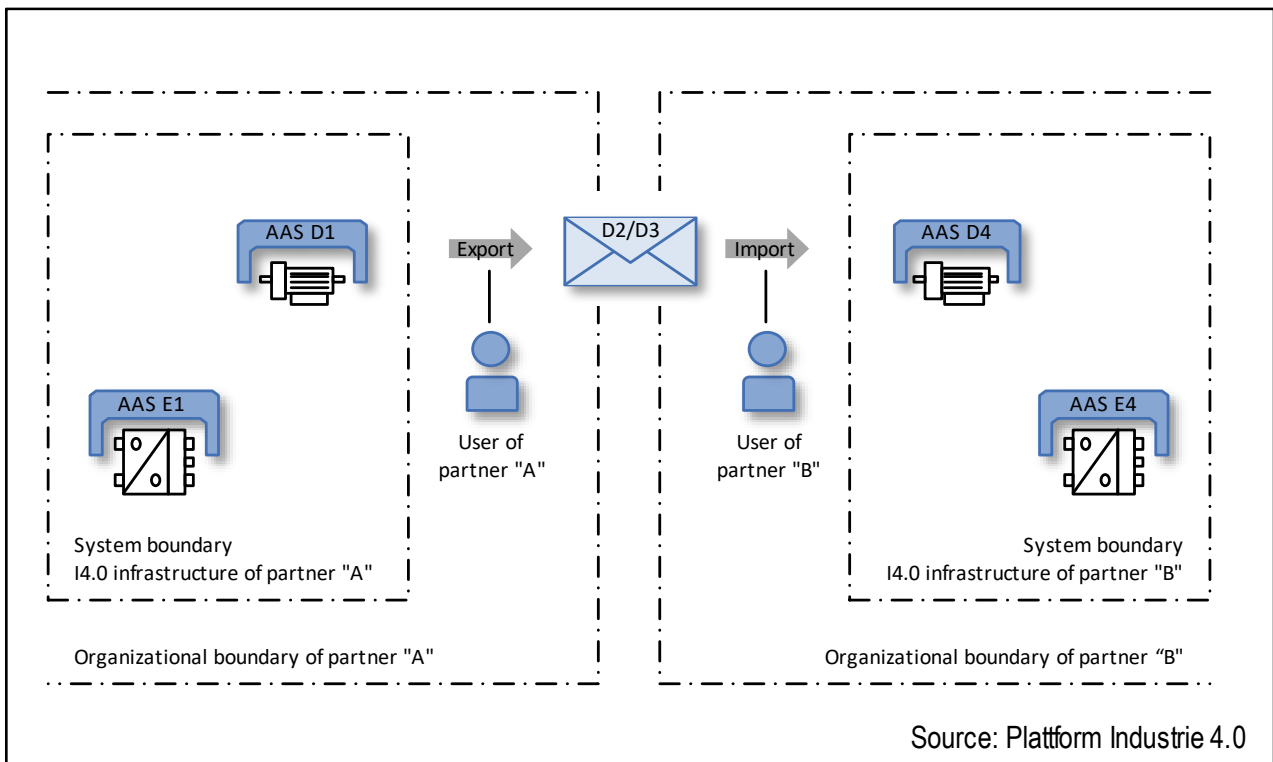 AAS D1
Export
D2/D3
Import
AAS D4
AAS E1
User of
partner "A"
User of
partner "B"
AAS E4
System boundary
I4.0 infrastructure of partner "A"
System boundary
I4.0 infrastructure of partner "B"
Organizational boundary of partner "A"
Organizational boundary of partner “B"
Source: Plattform Industrie 4.0